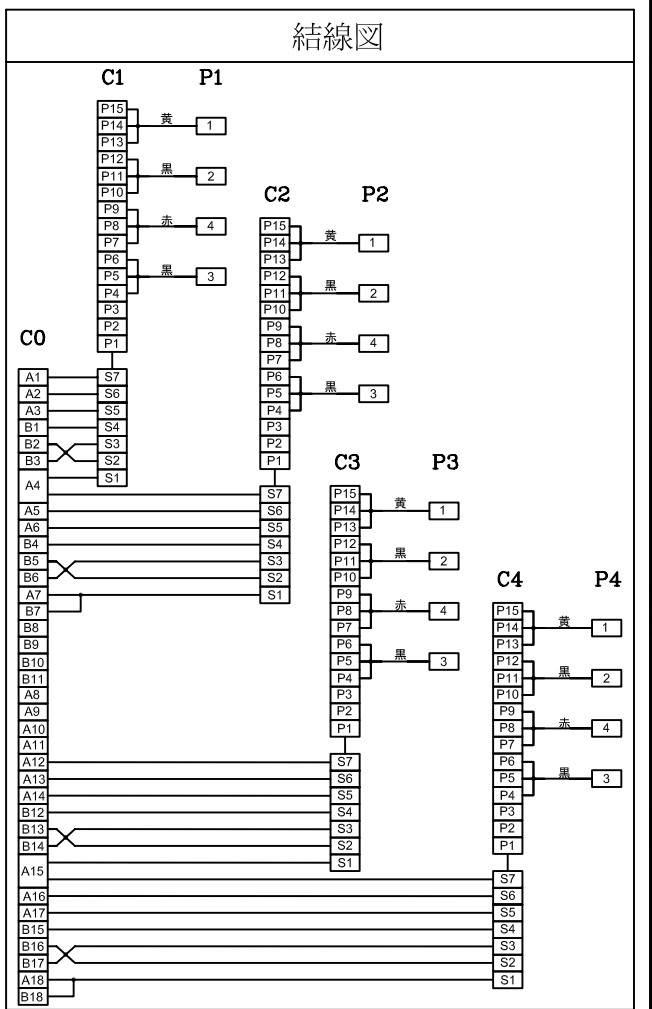 結線図
C1 P1
P15
P14 黄 1
P13
P12
P11 黒 2
P10
P9
P8 赤 4
P7
P6
P5 黒 3
P4
P3
P2
P1
S7
S6
S5
S4
S3
S2
S1
C2 P2
P15
P14 黄 1
P13
P12
P11 黒 2
P10
P9
P8 赤 4
P7
P6
P5 黒 3
P4
P3
P2
P1
S7
S6
S5
S4
S3
S2
S1
C0
A1
A2
A3
B1
B2
B3
A4
A5
A6
B4
B5
B6
A7
B7
B8
B9
B10
B11
A8
A9
A10
A11
A12
A13
A14
B12
B13
B14
A15
A16
A17
B15
B16
B17
A18
B18
C3 P3
P15
P14 黄 1
P13
P12
P11 黒 2
P10
P9
P8 赤 4
P7
P6
P5 黒 3
P4
P3
P2
P1
S7
S6
S5
S4
S3
S2
S1
C4 P4
P15
P14 黄 1
P13
P12
P11 黒 2
P10
P9
P8 赤 4
P7
P6
P5 黒 3
P4
P3
P2
P1
S7
S6
S5
S4
S3
S2
S1